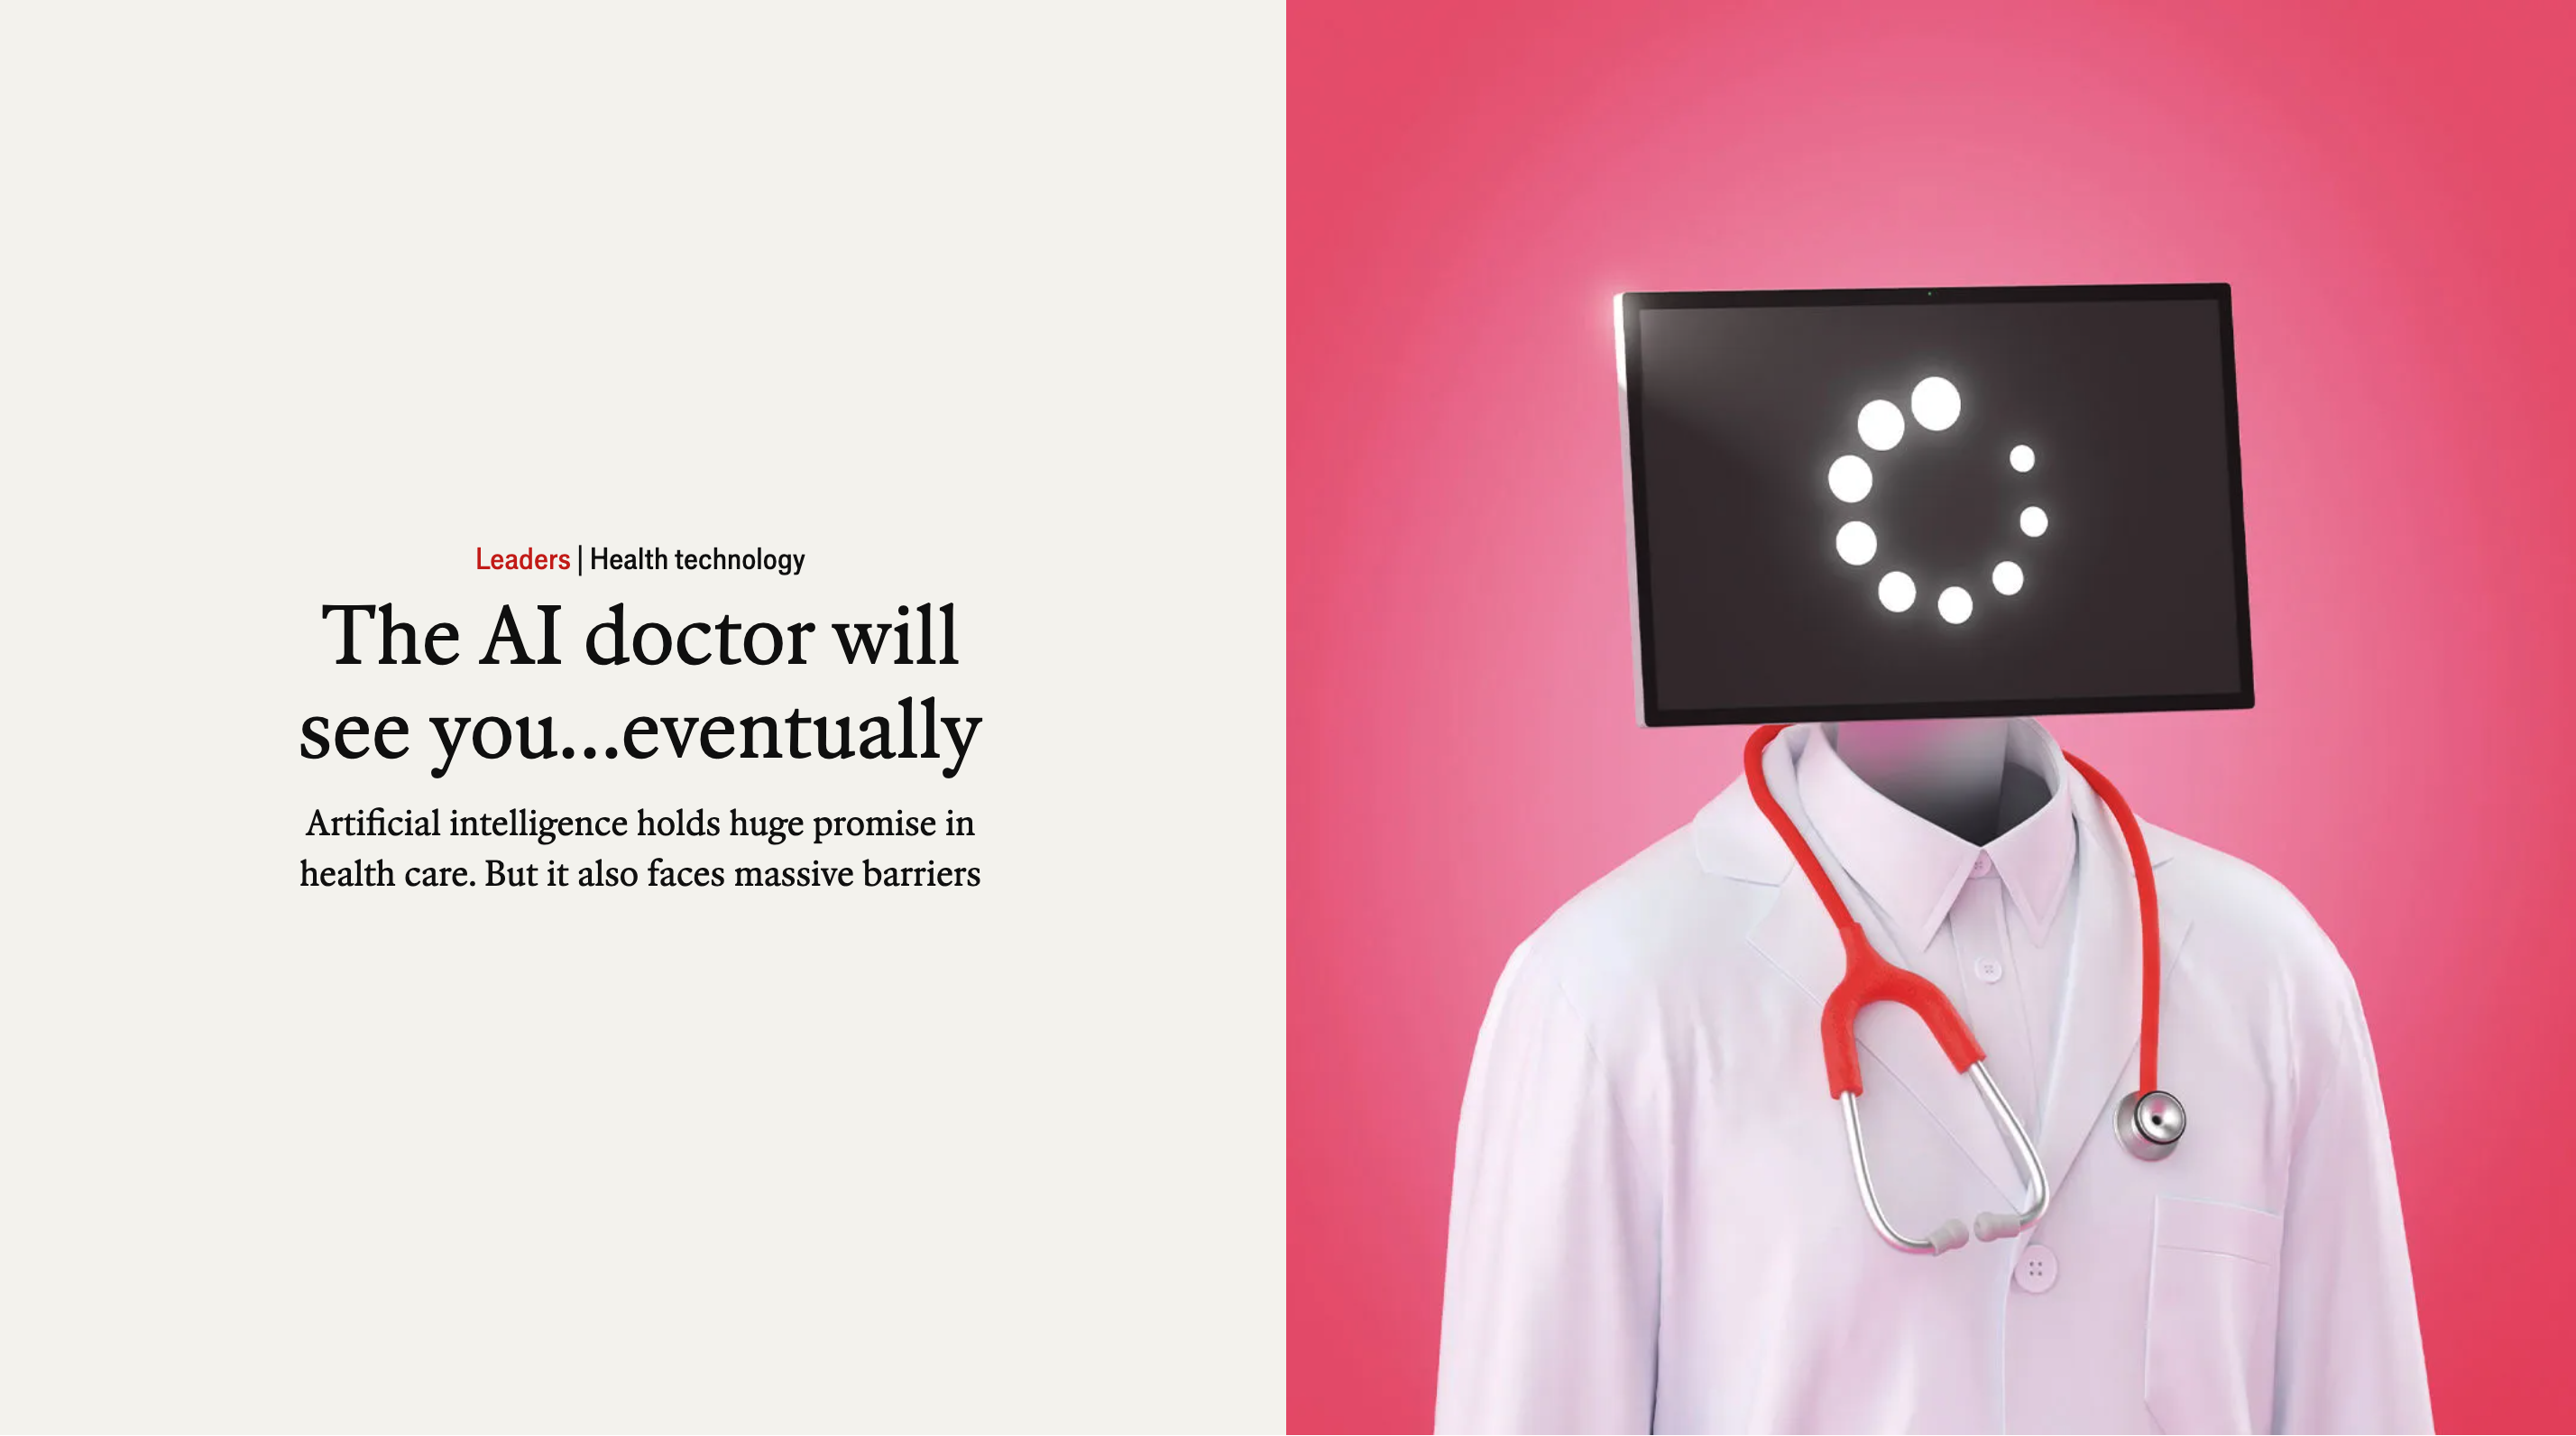 Leaders | Health technology
The AI doctor will
see you...eventually
Artificial intelligence holds huge promise in
health care. But it also faces massive barriers